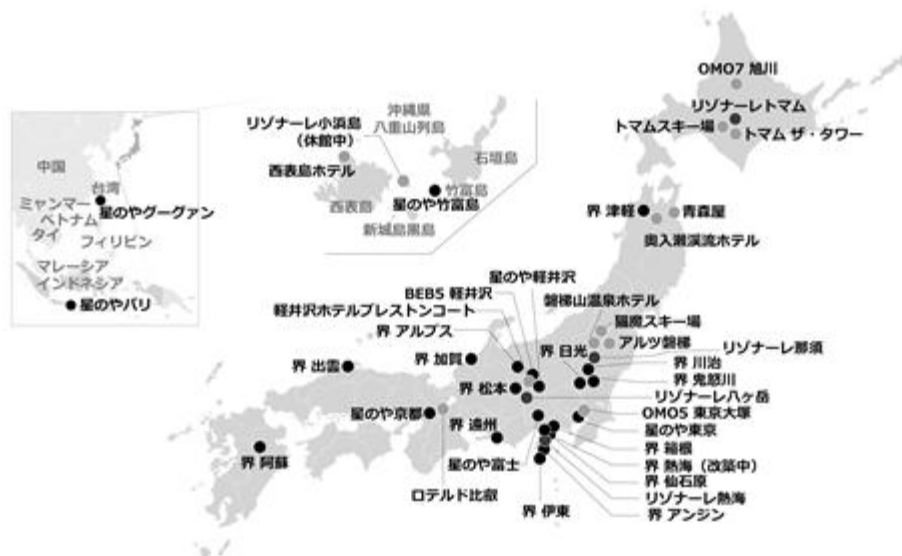 OMO7 旭川
リゾナーレトマム
トマムスキー場
トマム ザ・タワー
沖縄県
八重山列島
リゾナーレ小浜島
(休館中)
西表島ホテル
石垣島
竹富島
星のや竹富島
西表島
新城島黒島
中国
台湾
星のやグーグァン
ミャンマー
ベトナム
タイ
フィリピン
マレーシア
インドネシア
星のやバリ
界 津軽
青森屋
奥入瀬渓流ホテル
星のや軽井沢
BEB5 軽井沢
軽井沢ホテルブレストンコート
界 アルプス
磐梯山温泉ホテル
猫魔スキー場
アルツ磐梯
リゾナーレ那須
界 日光
界 川治
界 鬼怒川
界 加賀
界 出雲
界 松本
リゾナーレ八ヶ岳
OMO5 東京大塚
星のや京都
界 遠州
星のや東京
界 箱根
界 阿蘇
星のや富士
界 熱海(改築中)
界 仙石原
ロテルド比叡
リゾナーレ熱海
界 伊東
界 アンジン